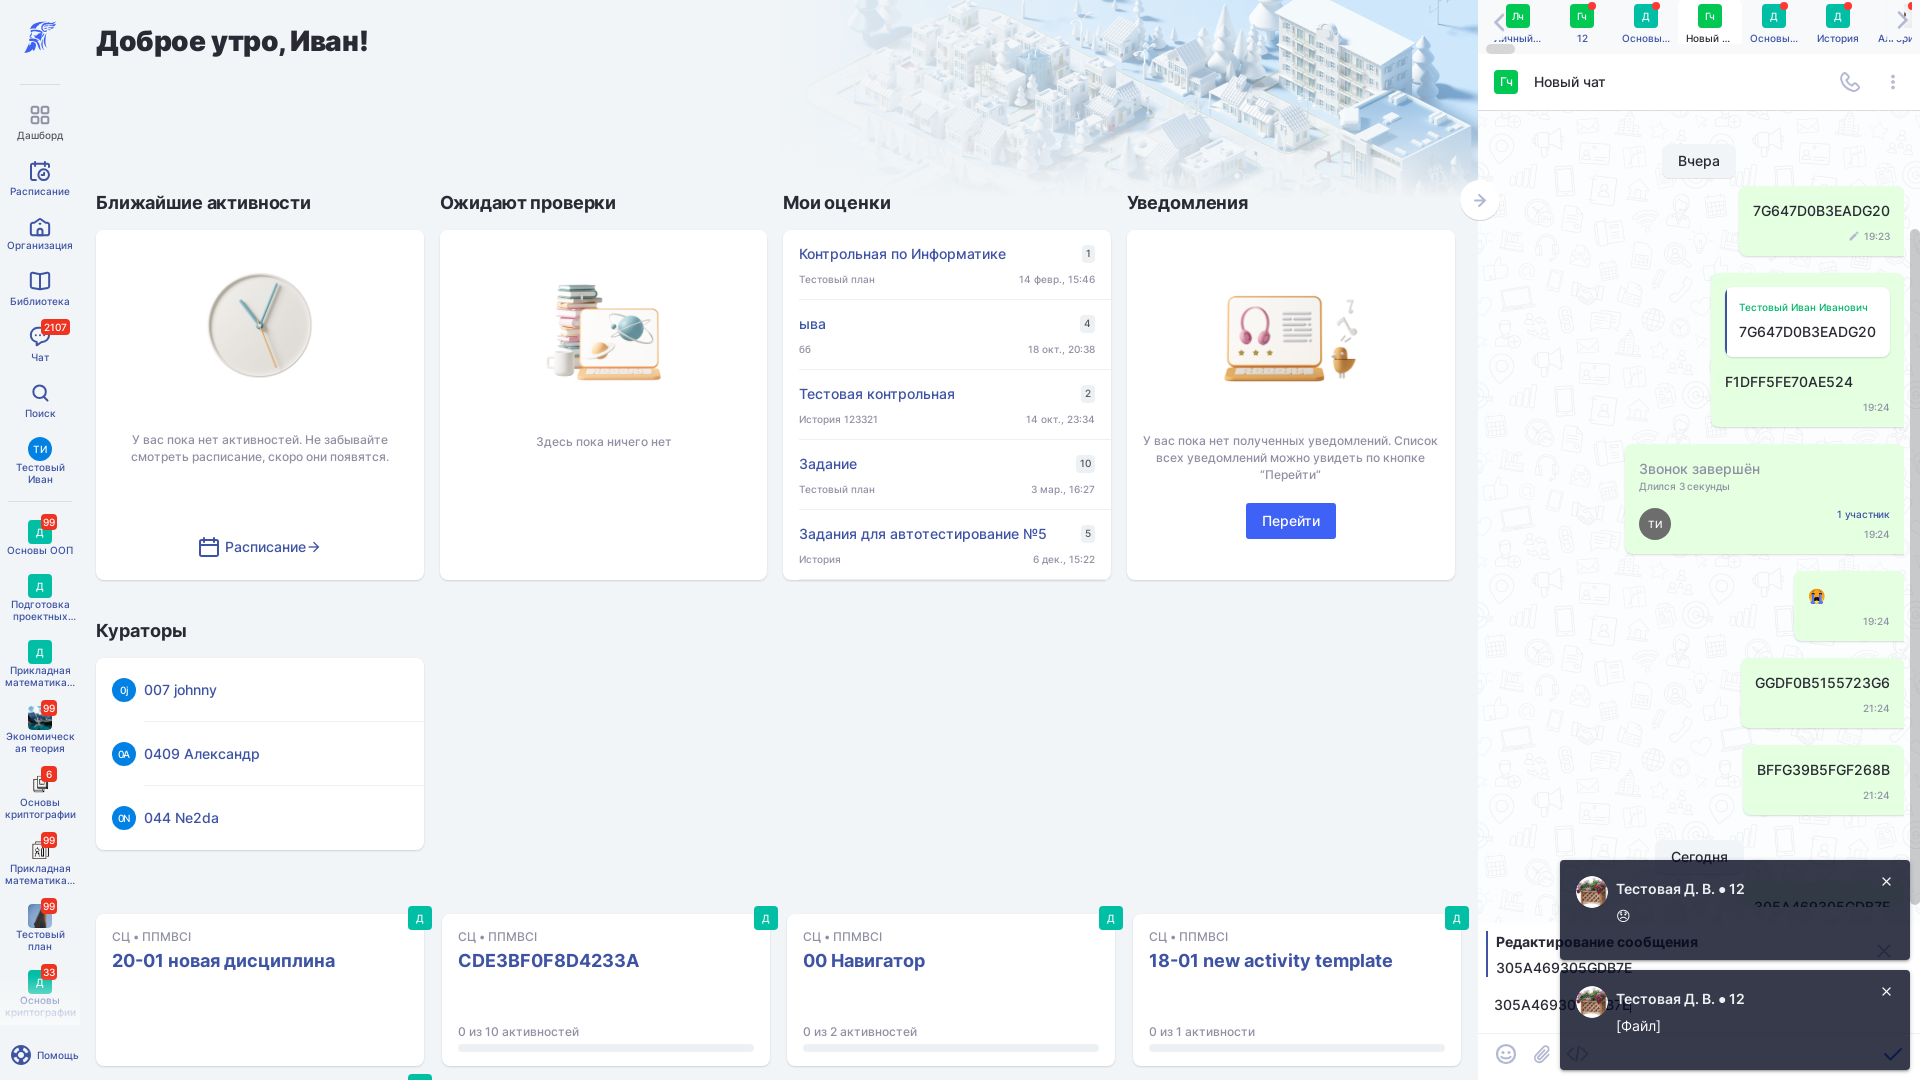 Доброе утро, Иван!
Дашборд
Расписание
Организация
Библиотека
2107
Чат
Поиск
ТИ
Тестовый
Иван
99
Д
Основы ООП
Д
Подготовка
проектных...
Д
Прикладная
математика...
99
Экономическ
ая теория
6
Основы
криптографии
99
Прикладная
математика...
99
Тестовый
план
33
Д
Основы
криптографии
Помощь
Ближайшие активности
У вас пока нет активностей. Не забывайте
смотреть расписание, скоро они появятся.
Расписание
Ожидают проверки
Здесь пока ничего нет
Мои оценки
Контрольная по Информатике
1
Тестовый план
14 февр., 15:46
ыва
4
бб
18 окт., 20:38
Тестовая контрольная
2
История 123321
14 окт., 23:34
Задание
10
Тестовый план
3 мар., 16:27
Задания для автотестирование №5
5
История
6 дек., 15:22
Уведомления
У вас пока нет полученных уведомлений. Список
всех уведомлений можно увидеть по кнопке
“Перейти”
Перейти
Кураторы
0j
007 johnny
0А
0409 Александр
0N
044 Ne2da
Д
СЦ • ППМВСI
20-01 новая дисциплина
Д
СЦ • ППМВСI
CDE3BF0F8D4233A
0 из 10 активностей
Д
СЦ • ППМВСI
00 Навигатор
0 из 2 активностей
Д
СЦ • ППМВСI
18-01 new activity template
0 из 1 активности
Лч
Гч
12
Д
Основы...
Гч
Новый ...
Д
Основы...
Д
История
Гч
Новый чат
Вчера
7G647D0B3EADG20
19:23
Тестовый Иван Иванович
7G647D0B3EADG20
F1DFF5FE70AE524
19:24
Звонок завершён
Длился 3 секунды
ТИ
1 участник
19:24
😭
19:24
GGDF0B5155723G6
21:24
BFFG39B5FGF268B
21:24
Сегодня
Тестовая Д. В. ● 12
😞
Редактирование сообщения
305A469305GDB7E
Тестовая Д. В. ● 12
[Файл]